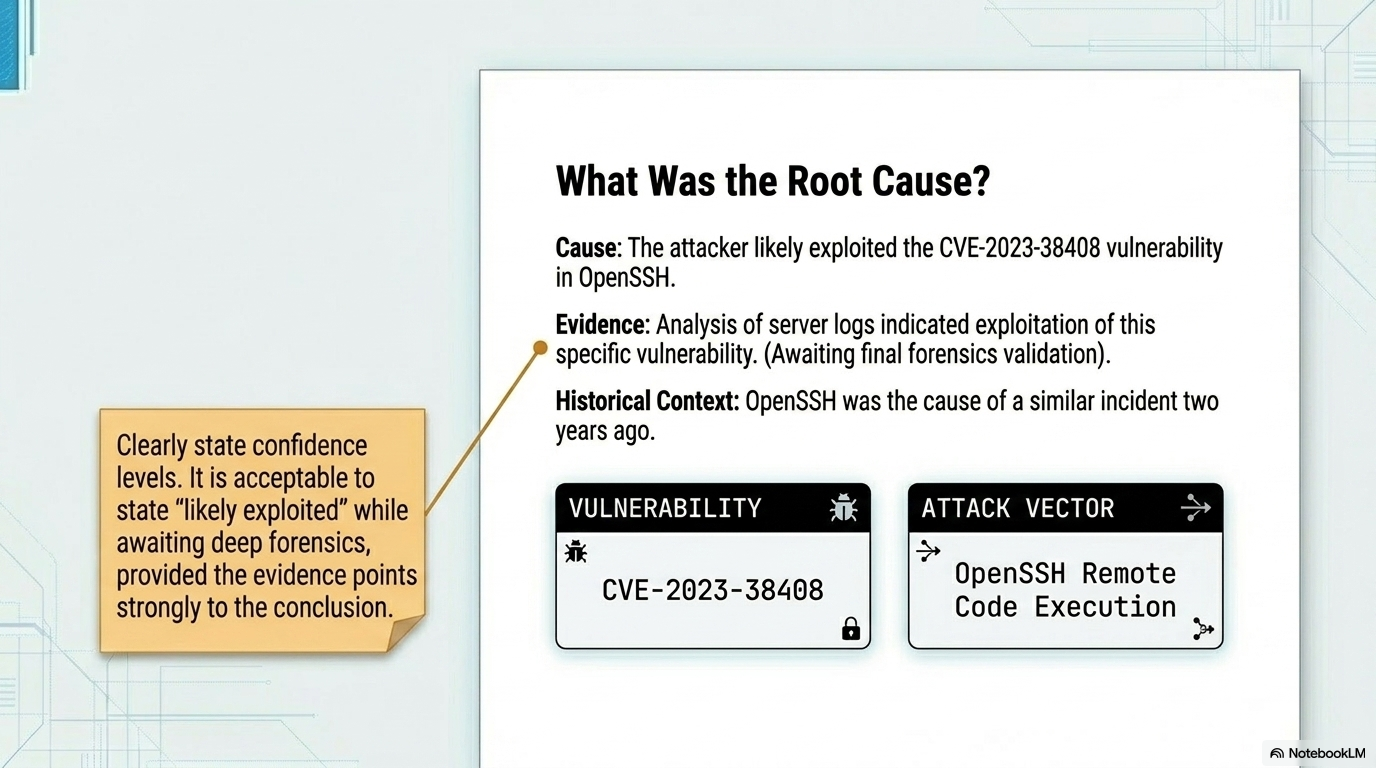 What Was the Root Cause?
Cause: The attacker likely exploited the CVE-2023-38408 vulnerability
in OpenSSH.
Evidence: Analysis of server logs indicated exploitation of this
specific vulnerability. (Awaiting final forensics validation).
Historical Context: OpenSSH was the cause of a similar incident two
years ago.
Clearly state confidence
levels. It is acceptable to
state “likely exploited” while
awaiting deep forensics,
provided the evidence points
strongly to the conclusion.
VULNERABILITY
CVE-2023-38408
ATTACK VECTOR
OpenSSH Remote
Code Execution
NotebookLM